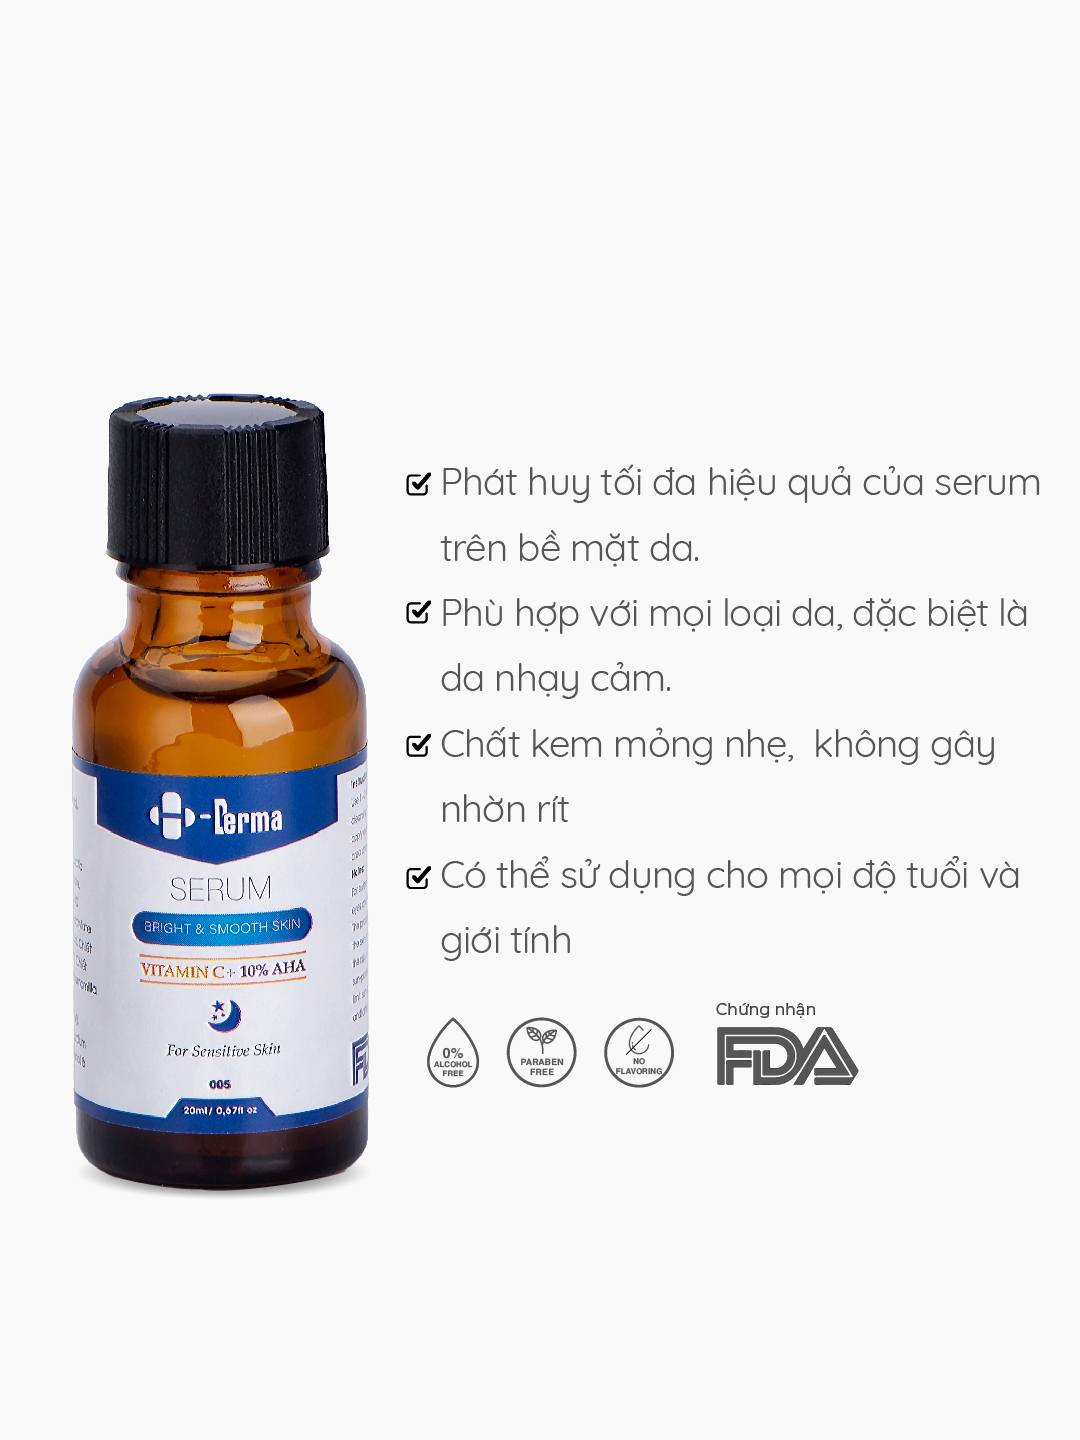 H-Derma
SERUM
BRIGHT & SMOOTH SKIN
VITAMIN C + 10% AHA
For Sensitive Skin
005
20ml / 0,67fl oz
Phát huy tối đa hiệu quả của serum
trên bề mặt da.
Phù hợp với mọi loại da, đặc biệt là
da nhạy cảm.
Chất kem mỏng nhẹ, không gây
nhờn rít
Có thể sử dụng cho mọi độ tuổi và
giới tính
0%
ALCOHOL
FREE
PARABEN
FREE
NO
FLAVORING
Chứng nhận
FDA